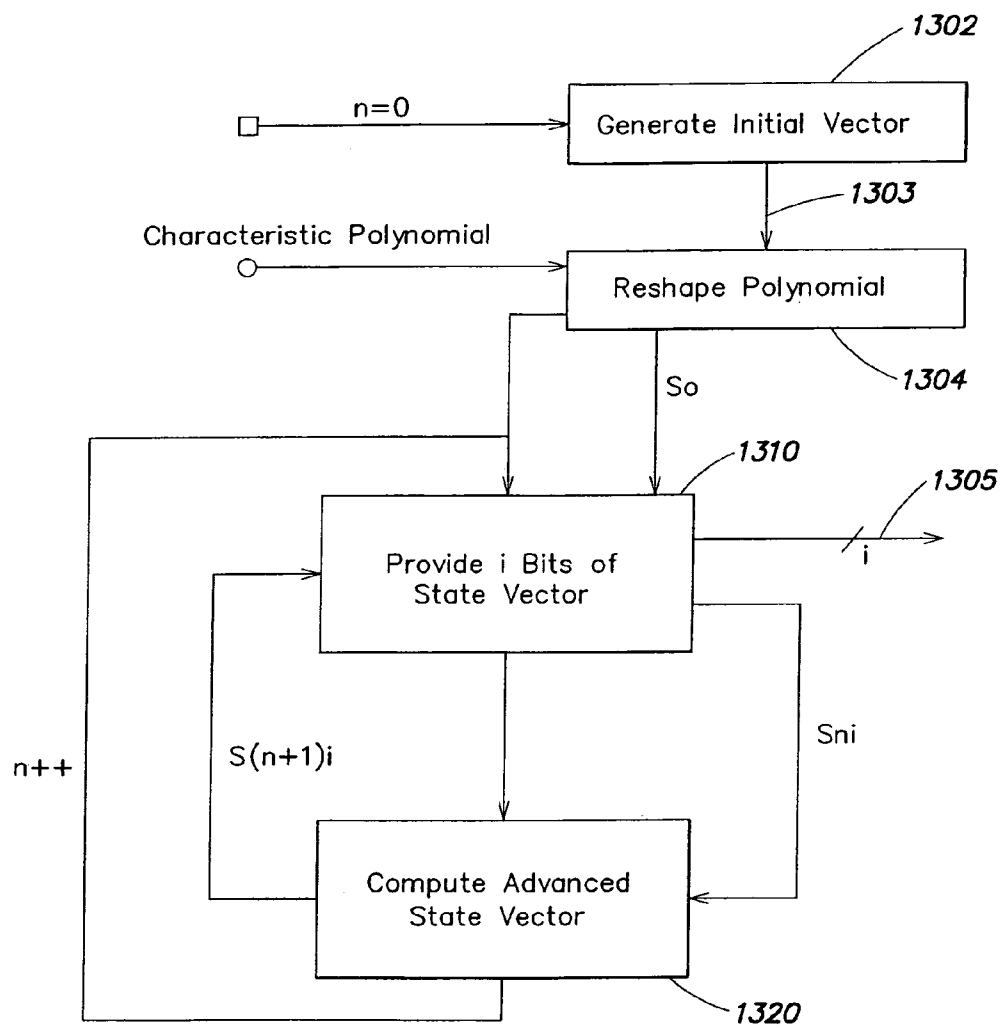 1302
n=0
Generate Initial Vector
1303
Characteristic Polynomial
Reshape Polynomial
1304
So
1310
1305
Provide i Bits of
State Vector
i
S(n+1)i
Sni
n++
Compute Advanced
State Vector
1320